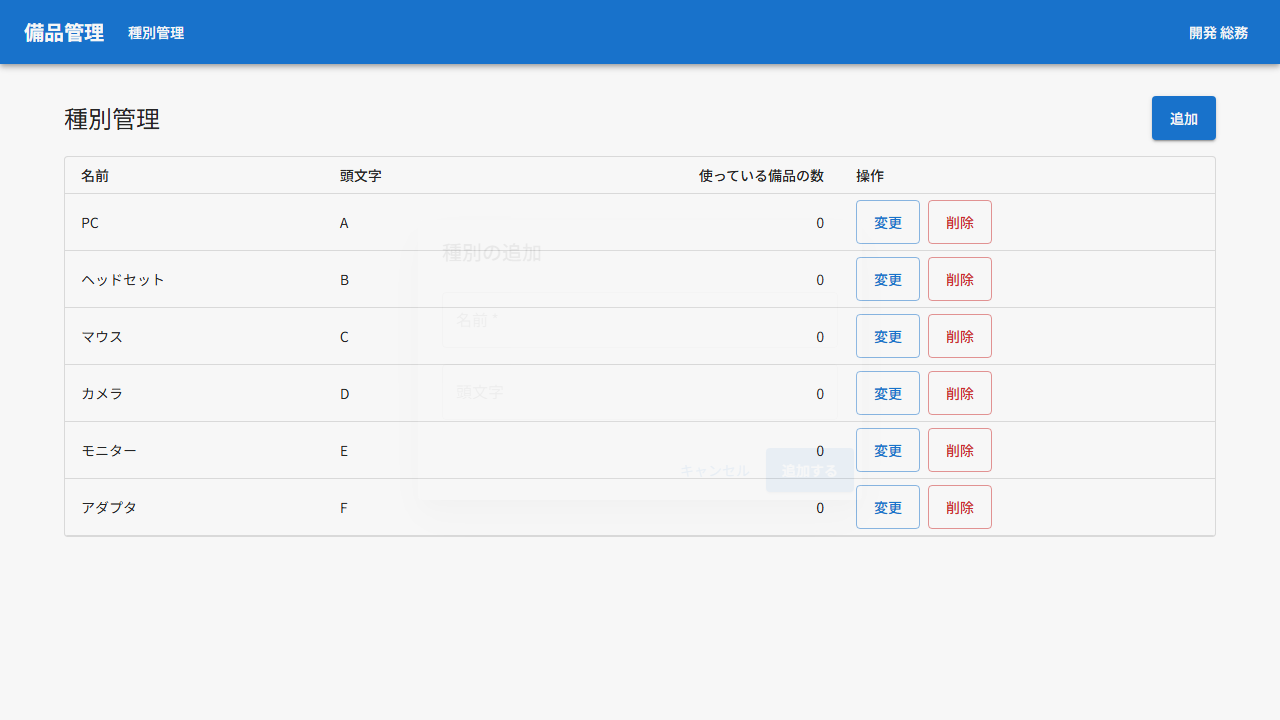 備品管理 種別管理 開発 総務
種別管理 追加
名前 頭文字 使っている備品の数 操作
PC A 0 変更 削除
種別の追加
ヘッドセット B 0 変更 削除
名前 *
マウス C 0 変更 削除
カメラ D 0 変更 削除
頭文字
モニター E 0 変更 削除
キャンセル 追加する
アダプタ F 0 変更 削除